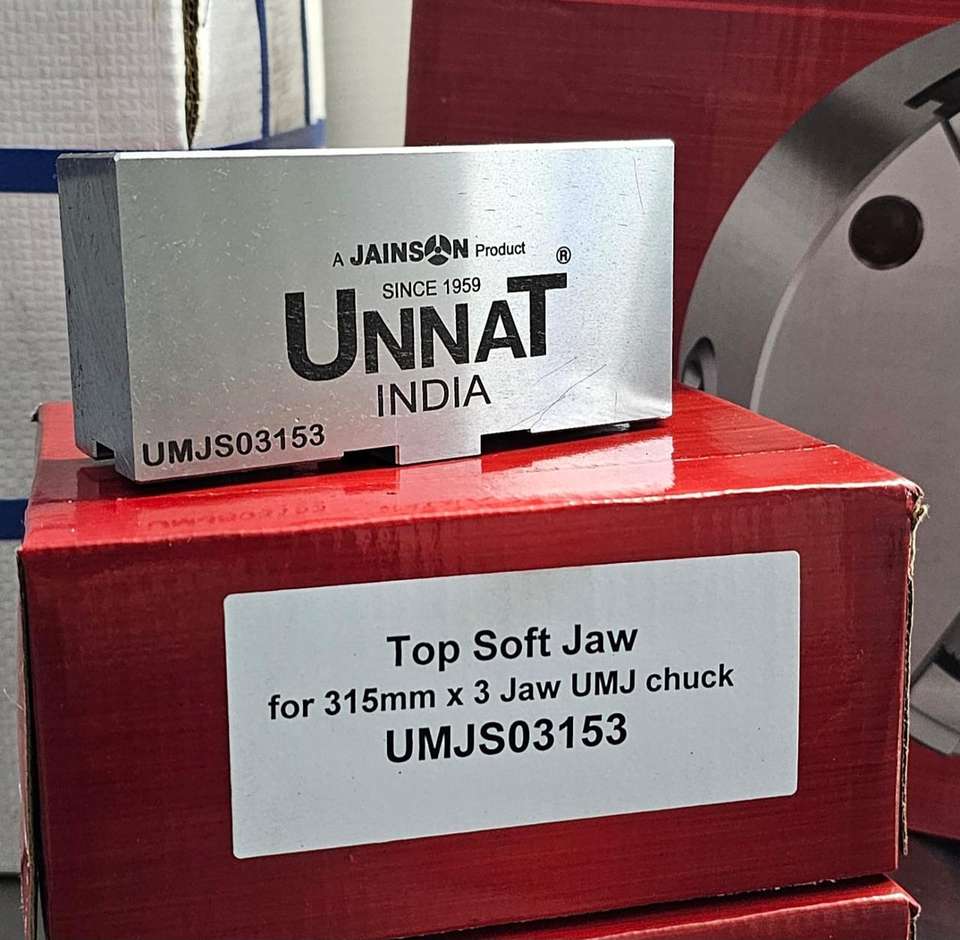 A JAINSON Product
SINCE 1959
UNNAT®
INDIA
UMJS03153
Top Soft Jaw
for 315mm x 3 Jaw UMJ chuck
UMJS03153